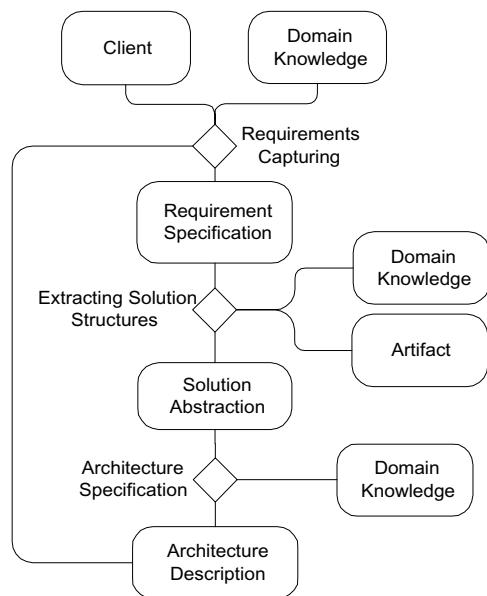 Client
Domain
Knowledge
Requirements
Capturing
Requirement
Specification
Extracting Solution
Structures
Domain
Knowledge
Artifact
Solution
Abstraction
Architecture
Specification
Domain
Knowledge
Architecture
Description